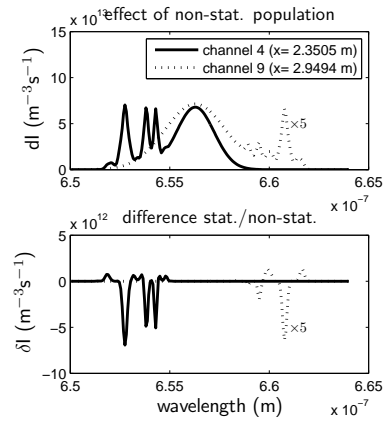 x 10^13
effect of non-stat. population
15
10
5
0
dI (m^-3 s^-1)
channel 4 (x= 2.3505 m)
channel 9 (x= 2.9494 m)
×5
6.5 6.55 6.6 6.65
x 10^-7
x 10^12
difference stat./non-stat.
5
0
-5
-10
δI (m^-3 s^-1)
×5
6.5 6.55 6.6 6.65
wavelength (m)
x 10^-7